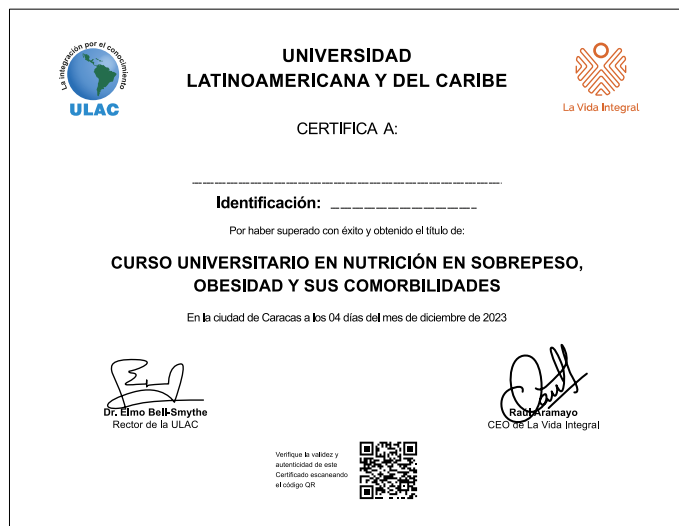 La integración por el conocimiento
ULAC
UNIVERSIDAD
LATINOAMERICANA Y DEL CARIBE
La Vida Integral
CERTIFICA A:
Identificación:
Por haber superado con éxito y obtenido el título de:
CURSO UNIVERSITARIO EN NUTRICIÓN EN SOBREPESO,
OBESIDAD Y SUS COMORBILIDADES
En la ciudad de Caracas a los 04 días del mes de diciembre de 2023
Dr. Elmo Bell-Smythe
Rector de la ULAC
Raúl Aramayo
CEO de La Vida Integral
Verifique la validez y
autenticidad de este
Certificado escaneando
el código QR